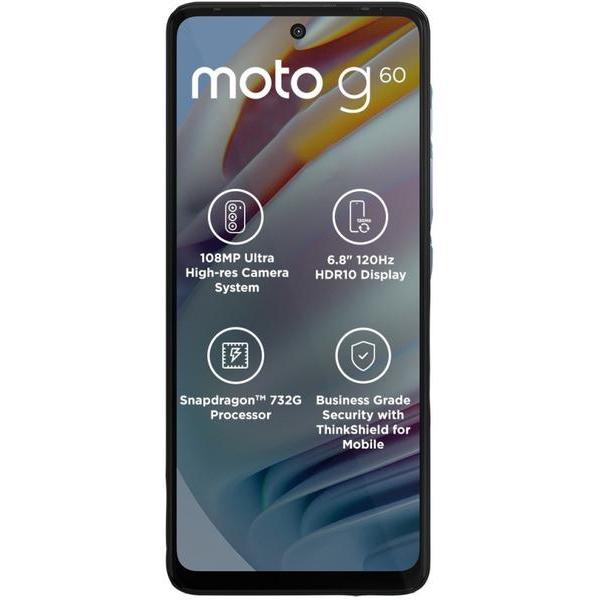 moto g60
108MP Ultra
High-res Camera
System
6.8" 120Hz
HDR10 Display
Snapdragon™ 732G
Processor
Business Grade
Security with
ThinkShield for
Mobile